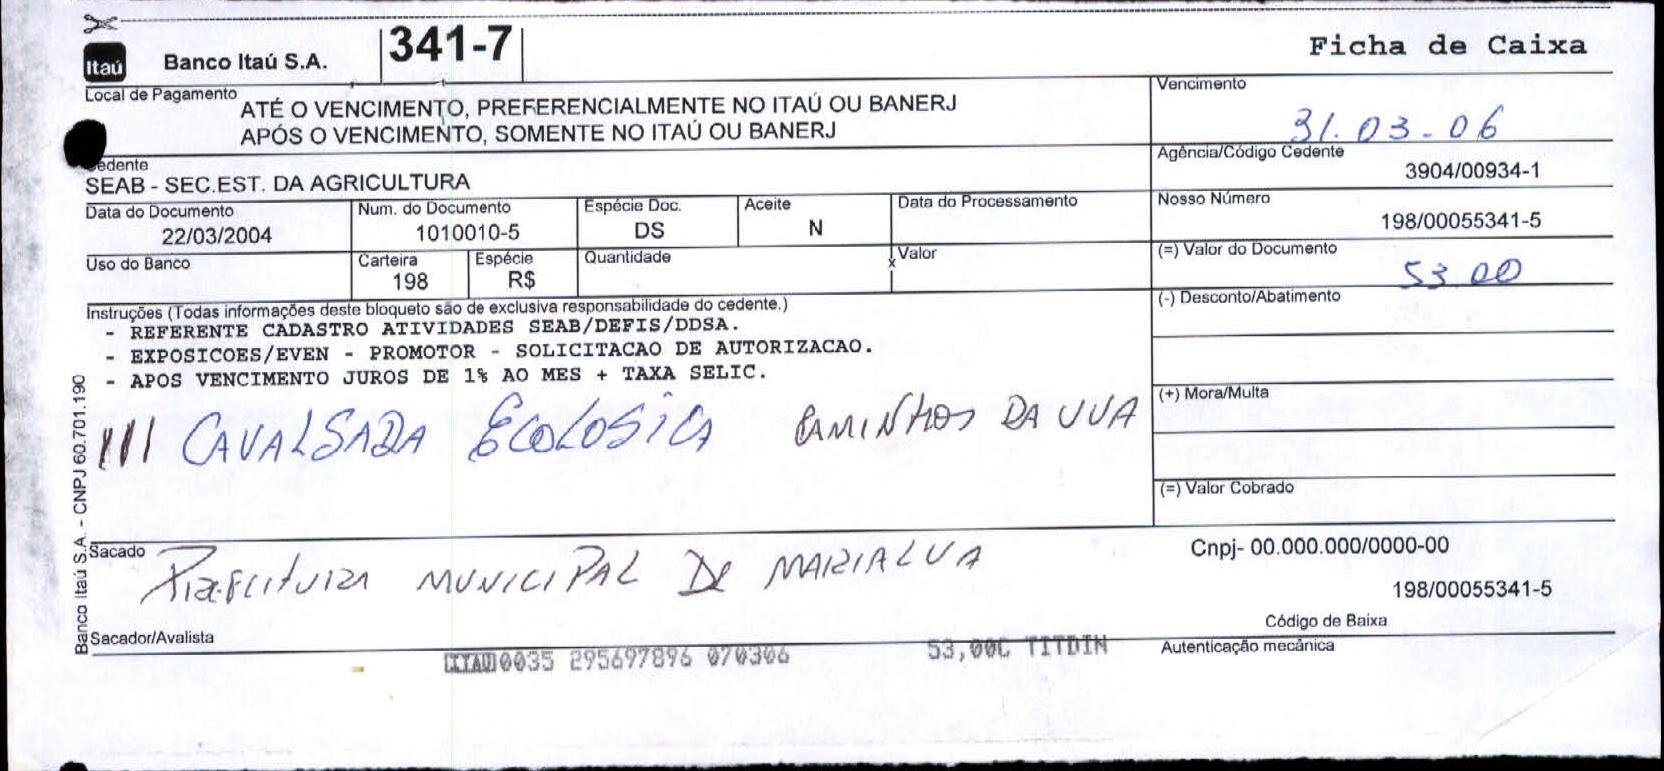 Itaú Banco Itaú S.A. 341-7 Ficha de Caixa
Local de Pagamento
ATÉ O VENCIMENTO, PREFERENCIALMENTE NO ITAÚ OU BANERJ
APÓS O VENCIMENTO, SOMENTE NO ITAÚ OU BANERJ
Vencimento
31.03-06
edente
SEAB - SEC.EST. DA AGRICULTURA
Agência/Código Cedente
3904/00934-1
Data do Documento Num. do Documento Espécie Doc. Aceite Data do Processamento Nosso Número
22/03/2004 1010010-5 DS N 198/00055341-5
Uso do Banco Carteira Espécie Quantidade x Valor (=) Valor do Documento
198 R$ 53.00
Instruções (Todas informações deste bloqueto são de exclusiva responsabilidade do cedente.)
(-) Desconto/Abatimento
- REFERENTE CADASTRO ATIVIDADES SEAB/DEFIS/DDSA.
- EXPOSICOES/EVEN - PROMOTOR - SOLICITACAO DE AUTORIZACAO.
- APOS VENCIMENTO JUROS DE 1% AO MES + TAXA SELIC.
(+) Mora/Multa
III CAVALSADA ECOLOSICA CAMINHOS DA UVA
(=) Valor Cobrado
Banco Itaú S.A. - CNPJ 60.701.190
Sacado
PREFEITURA MUNICIPAL DE MARIALVA
Cnpj- 00.000.000/0000-00
198/00055341-5
Código de Baixa
Sacador/Avalista
Autenticação mecânica
ITAU0035 295697896 070306 53,00C TITDIN